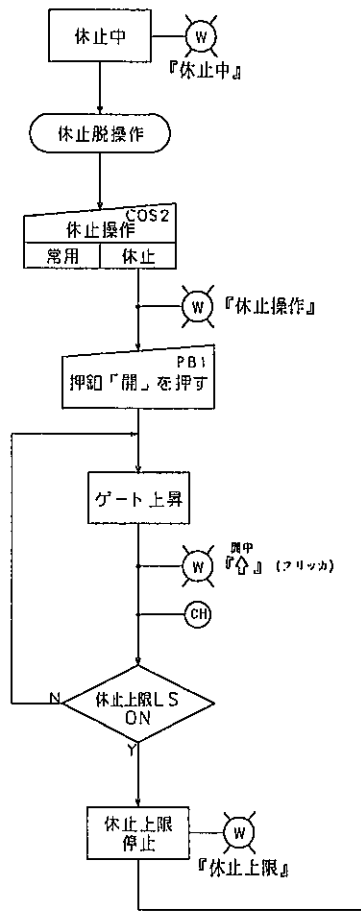 休止中
W
『休止中』
休止脱操作
COS2
休止操作
常用 休止
W 『休止操作』
PB1
押釦「開」を押す
ゲート上昇
開中
W 『⇧』 (フリッカ)
CH
N 休止上限LS
ON
Y
休止上限
停止
W
『休止上限』